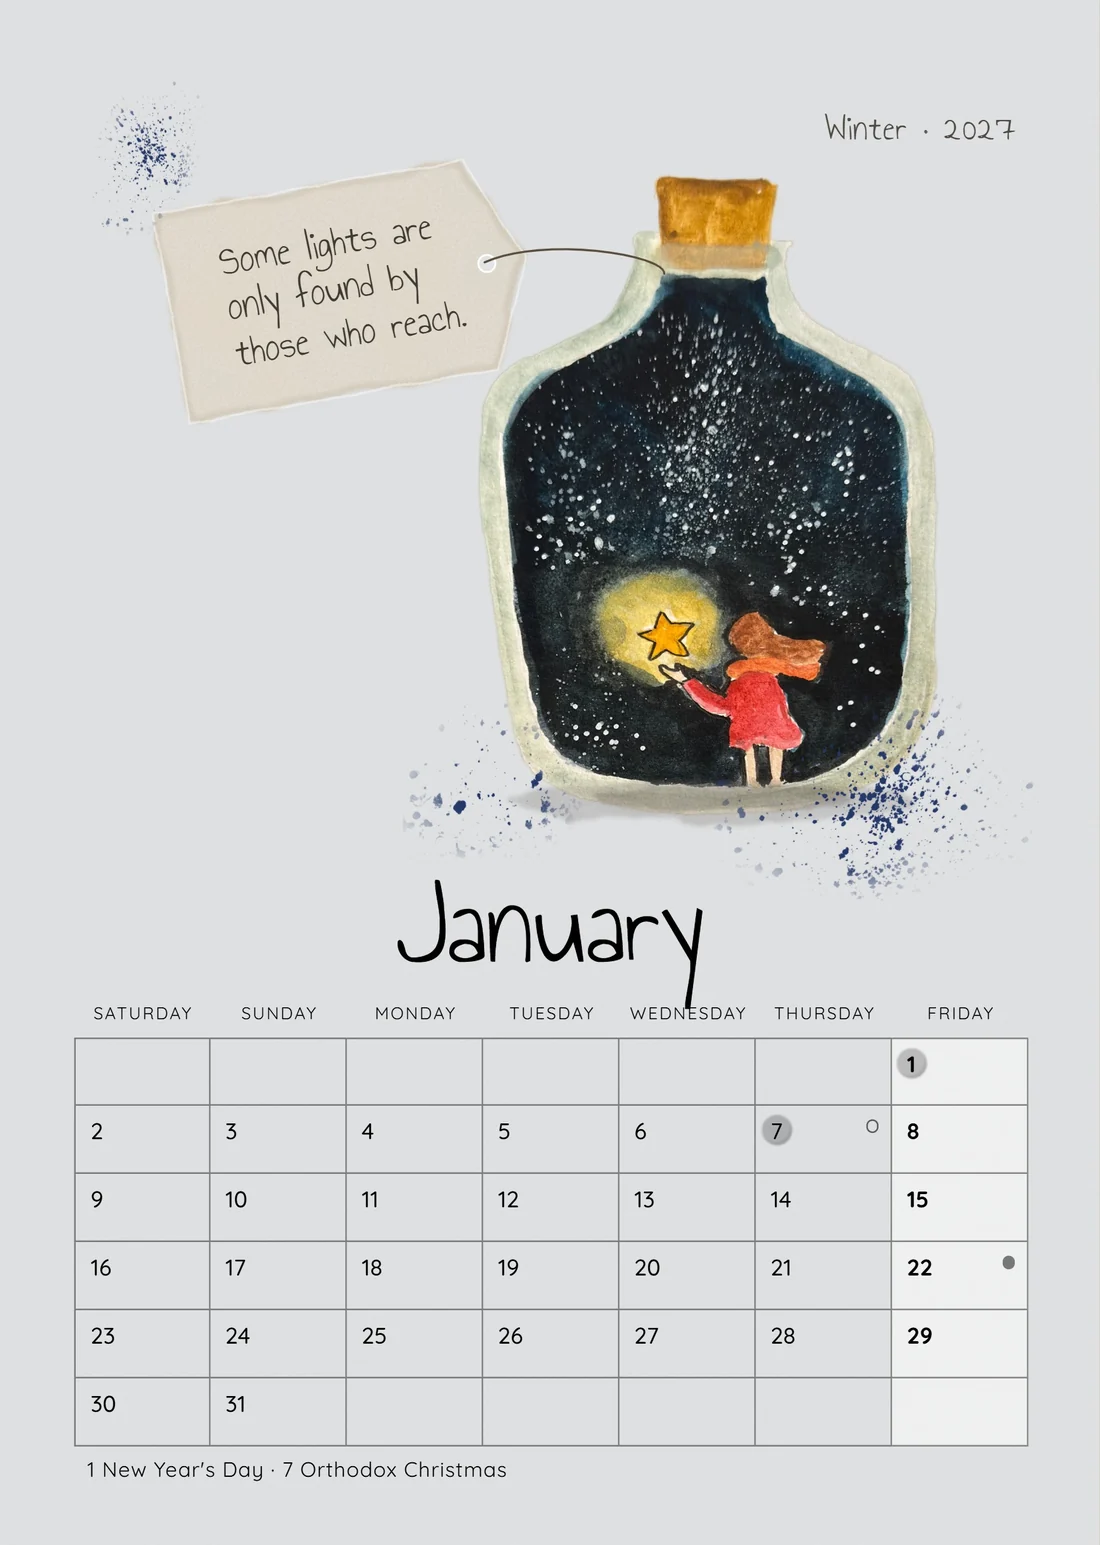 Winter · 2027
Some lights are
only found by
those who reach.
January
SATURDAY SUNDAY MONDAY TUESDAY WEDNESDAY THURSDAY FRIDAY
1
2 3 4 5 6 7 8
9 10 11 12 13 14 15
16 17 18 19 20 21 22
23 24 25 26 27 28 29
30 31
1 New Year's Day · 7 Orthodox Christmas